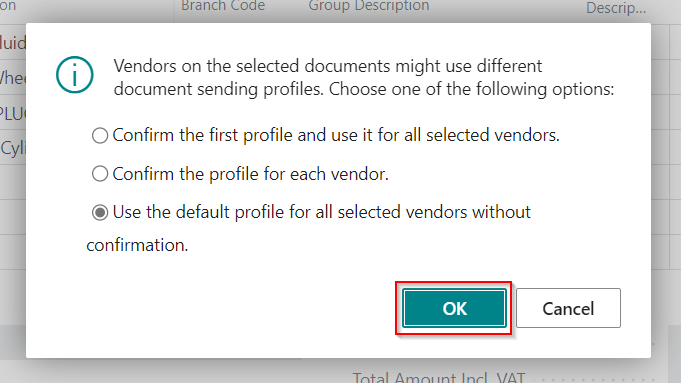 on
Branch Code
Group Description
Descrip...
luid
Vendors on the selected documents might use different
document sending profiles. Choose one of the following options:
PLUG
Confirm the first profile and use it for all selected vendors.
Cyli
Confirm the profile for each vendor.
Use the default profile for all selected vendors without
confirmation.
OK
Cancel
Total Amount Incl. VAT